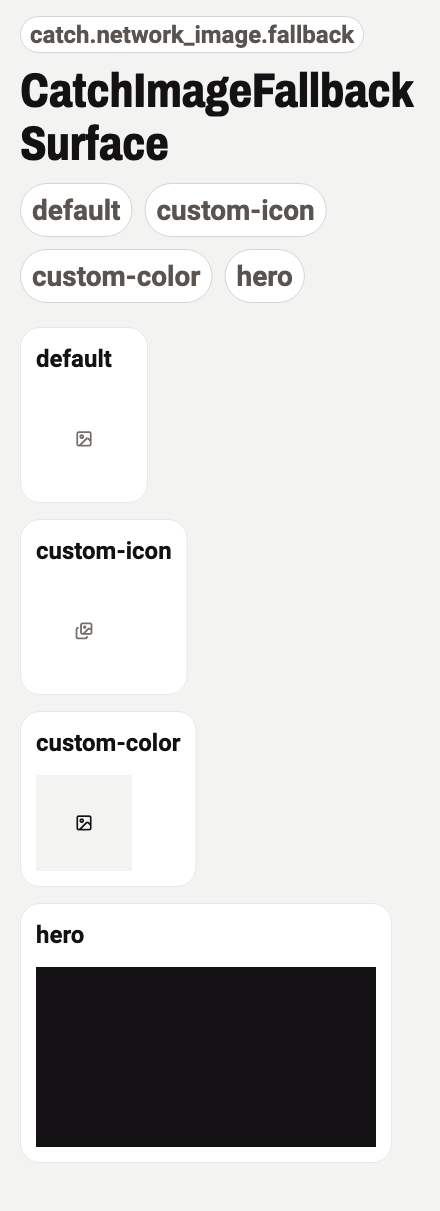 catch.network_image.fallback
CatchImageFallback
Surface
default custom-icon
custom-color hero
default
custom-icon
custom-color
hero